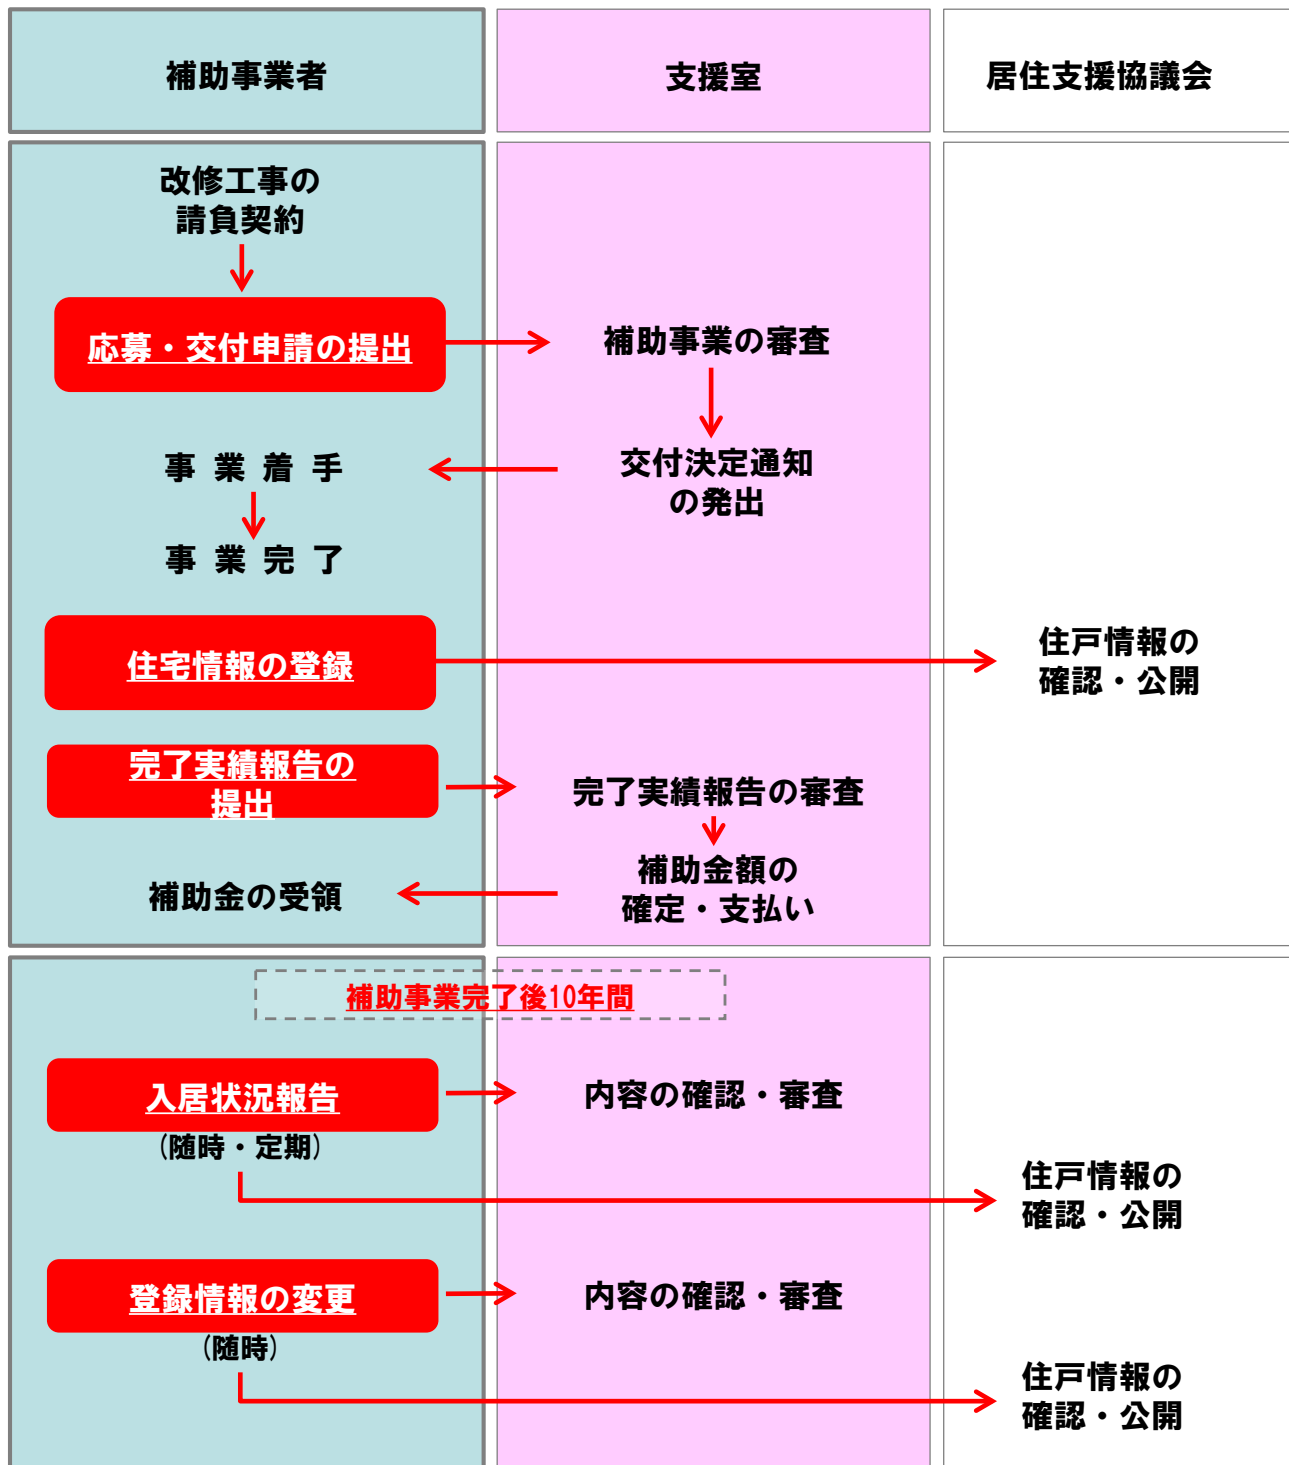 補助事業者
支援室
居住支援協議会
改修工事の
請負契約
応募・交付申請の提出
補助事業の審査
事業着手
交付決定通知
の発出
事業完了
住宅情報の登録
住戸情報の
確認・公開
完了実績報告の
提出
完了実績報告の審査
補助金の受領
補助金額の
確定・支払い
補助事業完了後10年間
入居状況報告
(随時・定期)
内容の確認・審査
住戸情報の
確認・公開
登録情報の変更
(随時)
内容の確認・審査
住戸情報の
確認・公開